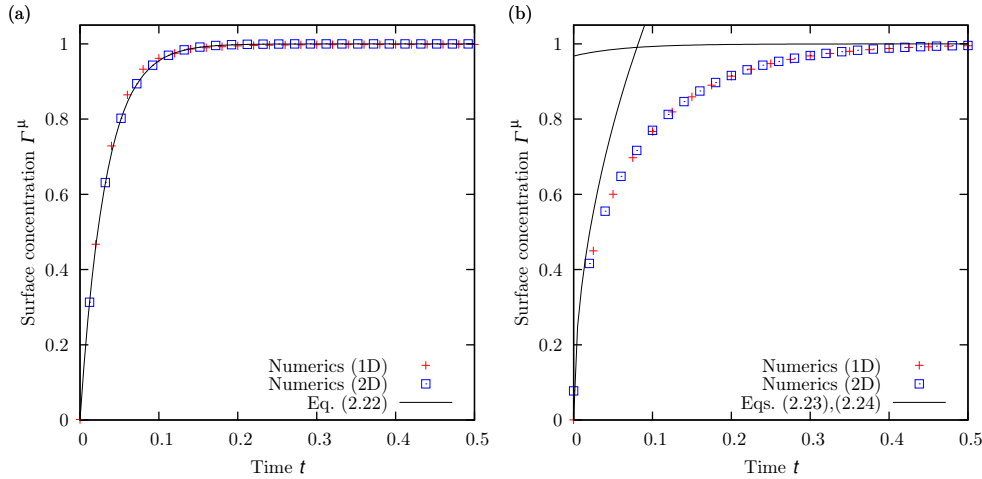 (a)
Surface concentration Γ^μ
1
0.8
0.6
0.4
0.2
0
0 0.1 0.2 0.3 0.4 0.5
Time t
Numerics (1D)
Numerics (2D)
Eq. (2.22)
(b)
Surface concentration Γ^μ
1
0.8
0.6
0.4
0.2
0
0 0.1 0.2 0.3 0.4 0.5
Time t
Numerics (1D)
Numerics (2D)
Eqs. (2.23),(2.24)